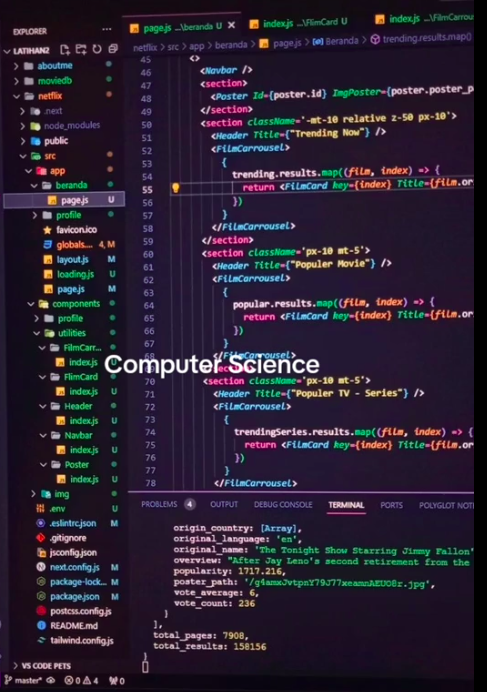 EXPLORER
LATIHAN2
aboutme
moviedb
netflix
.next
node_modules
public
src
app
beranda
page.js U
profile
favicon.ico
globals.... 4, M
layout.js M
loading.js U
page.js M
components
profile
utilities
FilmCarr...
index.js U
FlimCard
index.js U
Header
index.js U
Navbar
index.js U
Poster
index.js U
img
.env U
.eslintrc.json M
.gitignore
jsconfig.json
next.config.js M
package-lock... M
package.json M
postcss.config.js
README.md
tailwind.config.js
VS CODE PETS
master* 0 4 0
page.js ...\beranda U index.js ...\FlimCard U index.js ...\FilmCarrou
netflix > src > app > beranda > page.js > Beranda > trending.results.map()
45 <>
46 <Navbar />
47 <section>
48 <Poster Id={poster.id} ImgPoster={poster.poster_p
49 </section>
50 <section className='-mt-10 relative z-50 px-10'>
51 <Header Title={"Trending Now"} />
52 <FilmCarrousel>
53 {
54 trending.results.map((film, index) => {
55 return <FilmCard key={index} Title={film.or
56 })
57 }
58 </FilmCarrousel>
59 </section>
60 <section className='px-10 mt-5'>
61 <Header Title={"Populer Movie"} />
62 <FilmCarrousel>
63 {
64 popular.results.map((film, index) => {
65 return <FilmCard key={index} Title={film.or
66 })
67 }
68 </FilmCarrousel>
Computer Science
70 <section className='px-10 mt-5'>
71 <Header Title={"Populer TV - Series"} />
72 <FilmCarrousel>
73 {
74 trendingSeries.results.map((film, index) => {
75 return <FilmCard key={index} Title={film.or
76 })
77 }
78 </FilmCarrousel>
PROBLEMS 4 OUTPUT DEBUG CONSOLE TERMINAL PORTS POLYGLOT NOT
origin_country: [Array],
original_language: 'en',
original_name: 'The Tonight Show Starring Jimmy Fallon'
overview: "After Jay Leno's second retirement from the
popularity: 1717.216,
poster_path: '/g4amxJvtpnY79J77xeamnAEUO8r.jpg',
vote_average: 6,
vote_count: 236
}
],
total_pages: 7908,
total_results: 158156
}